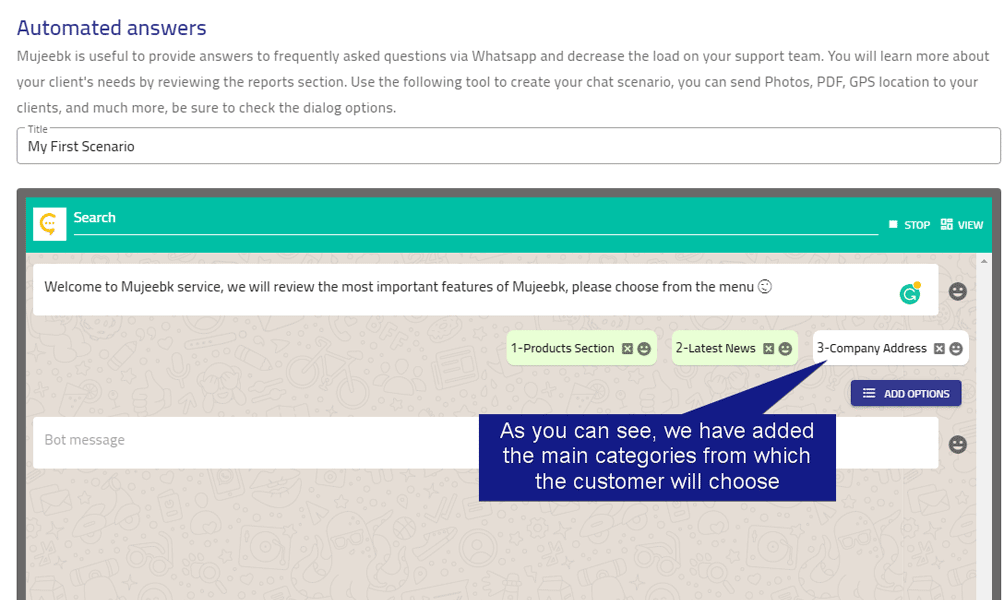 Automated answers
Mujeebk is useful to provide answers to frequently asked questions via Whatsapp and decrease the load on your support team. You will learn more about
your client's needs by reviewing the reports section. Use the following tool to create your chat scenario, you can send Photos, PDF, GPS location to your
clients, and much more, be sure to check the dialog options.
Title
My First Scenario
Search
STOP VIEW
Welcome to Mujeebk service, we will review the most important features of Mujeebk, please choose from the menu
1-Products Section 2-Latest News 3-Company Address
ADD OPTIONS
Bot message
As you can see, we have added
the main categories from which
the customer will choose